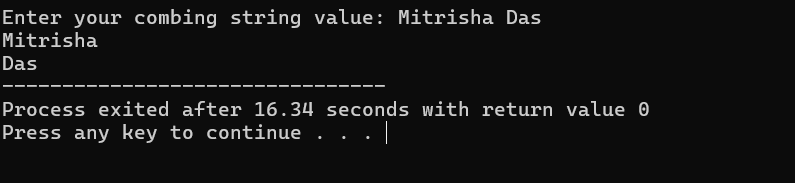 Enter your combing string value: Mitrisha Das
Mitrisha
Das
--------------------------------
Process exited after 16.34 seconds with return value 0
Press any key to continue . . .